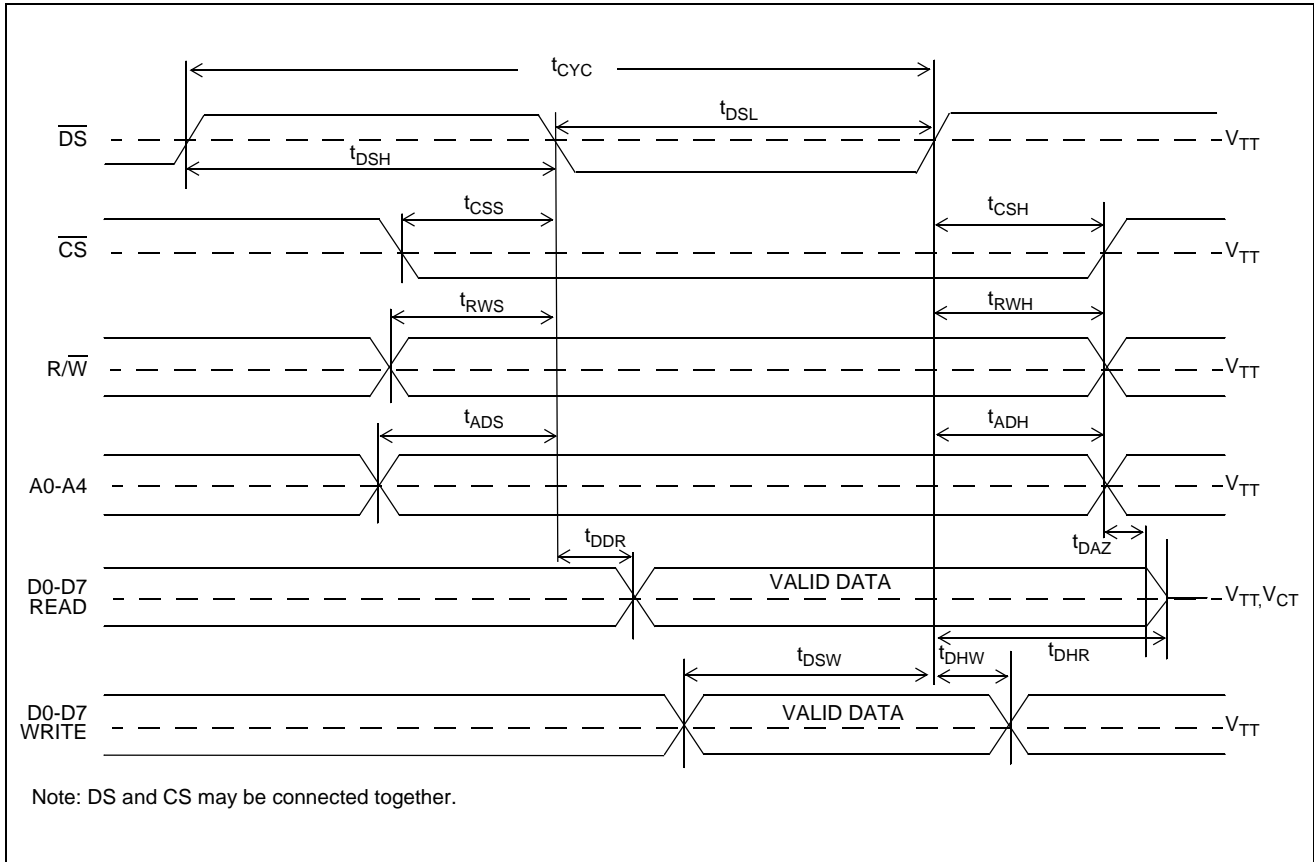 tCYC
DS
tDSL
VTT
tDSH
tCSS
tCSH
CS
VTT
tRWS
tRWH
R/W
VTT
tADS
tADH
A0-A4
VTT
tDDR
tDAZ
D0-D7
READ
VALID DATA
VTT,VCT
tDSW
tDHW
tDHR
D0-D7
WRITE
VALID DATA
VTT
Note: DS and CS may be connected together.